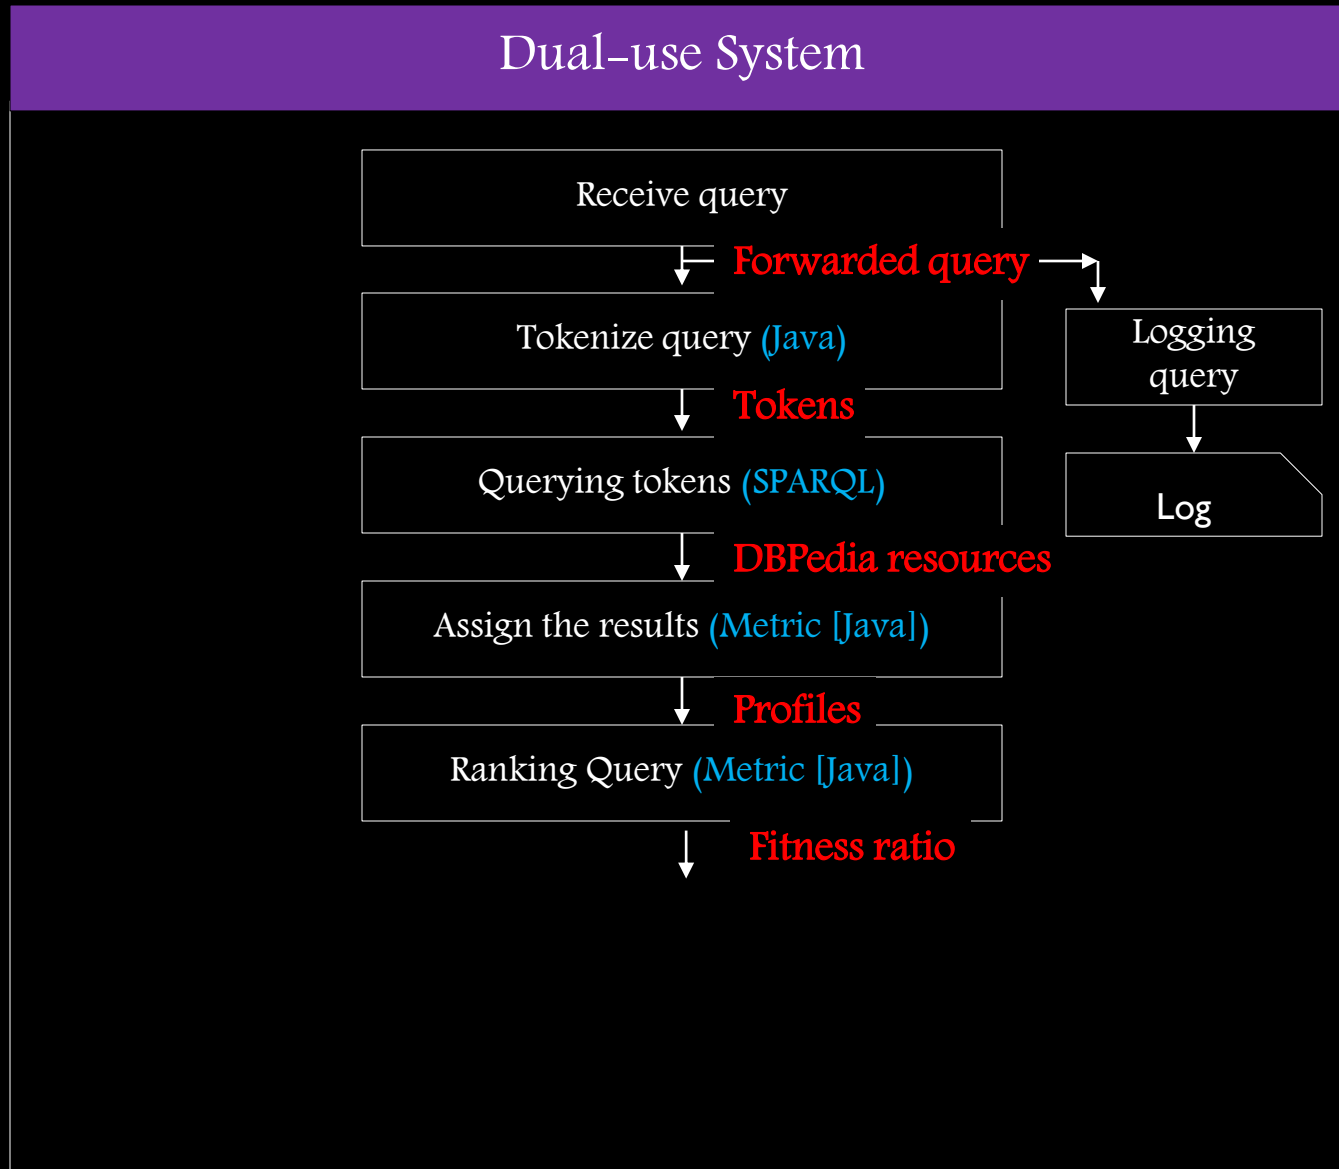 Dual-use System
Receive query
Forwarded query
Tokenize query (Java)
Logging
query
Tokens
Querying tokens (SPARQL)
Log
DBPedia resources
Assign the results (Metric [Java])
Profiles
Ranking Query (Metric [Java])
Fitness ratio